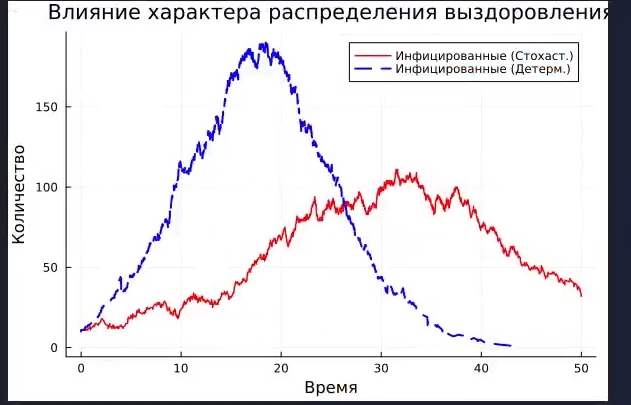 Влияние характера распределения выздоровления
Инфицированные (Стохаст.)
Инфицированные (Детерм.)
Количество
150
100
50
0
0 10 20 30 40 50
Время